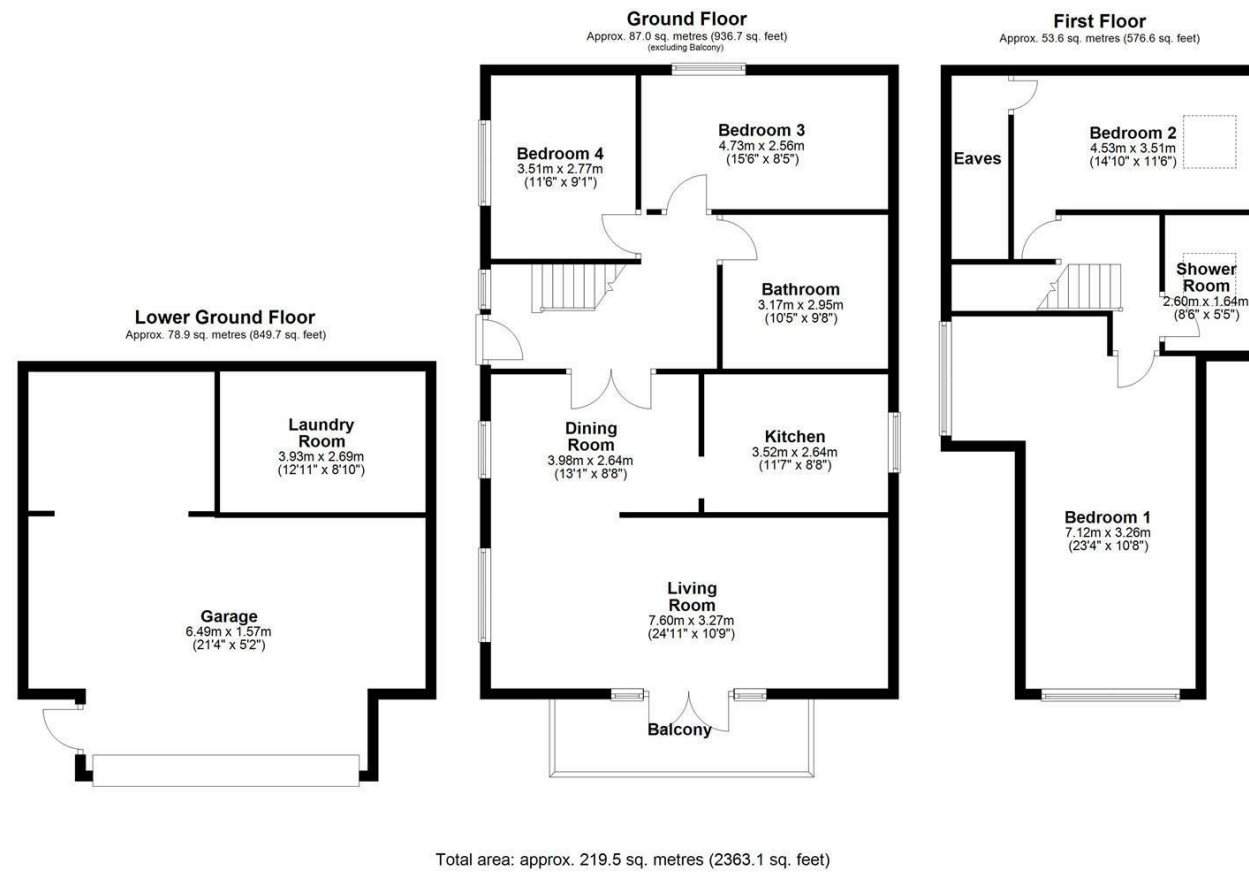 Ground Floor
Approx. 87.0 sq. metres (936.7 sq. feet)
(excluding Balcony)
First Floor
Approx. 53.6 sq. metres (576.6 sq. feet)
Bedroom 4
3.51m x 2.77m
(11'6" x 9'1")
Bedroom 3
4.73m x 2.56m
(15'6" x 8'5")
Eaves
Bedroom 2
4.53m x 3.51m
(14'10" x 11'6")
Bathroom
3.17m x 2.95m
(10'5" x 9'8")
Shower
Room
2.60m x 1.64m
(8'6" x 5'5")
Lower Ground Floor
Approx. 78.9 sq. metres (849.7 sq. feet)
Laundry
Room
3.93m x 2.69m
(12'11" x 8'10")
Dining
Room
3.98m x 2.64m
(13'1" x 8'8")
Kitchen
3.52m x 2.64m
(11'7" x 8'8")
Bedroom 1
7.12m x 3.26m
(23'4" x 10'8")
Garage
6.49m x 1.57m
(21'4" x 5'2")
Living
Room
7.60m x 3.27m
(24'11" x 10'9")
Balcony
Total area: approx. 219.5 sq. metres (2363.1 sq. feet)